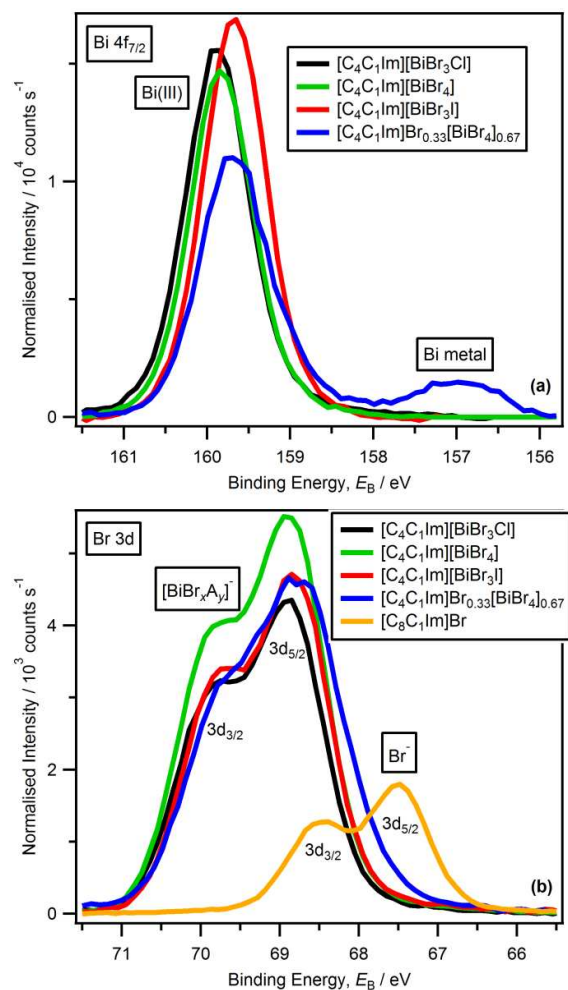 Bi 4f7/2
Bi(III)
[C4C1Im][BiBr3Cl]
[C4C1Im][BiBr4]
[C4C1Im][BiBr3I]
[C4C1Im]Br0.33[BiBr4]0.67
Bi metal
(a)
Normalised Intensity / 10⁴ counts s⁻¹
1
0
161 160 159 158 157 156
Binding Energy, EB / eV
Br 3d
[BiBrxAy]⁻
[C4C1Im][BiBr3Cl]
[C4C1Im][BiBr4]
[C4C1Im][BiBr3I]
[C4C1Im]Br0.33[BiBr4]0.67
[C8C1Im]Br
3d5/2
3d3/2
Br⁻
3d5/2
3d3/2
(b)
Normalised Intensity / 10³ counts s⁻¹
4
2
0
71 70 69 68 67 66
Binding Energy, EB / eV